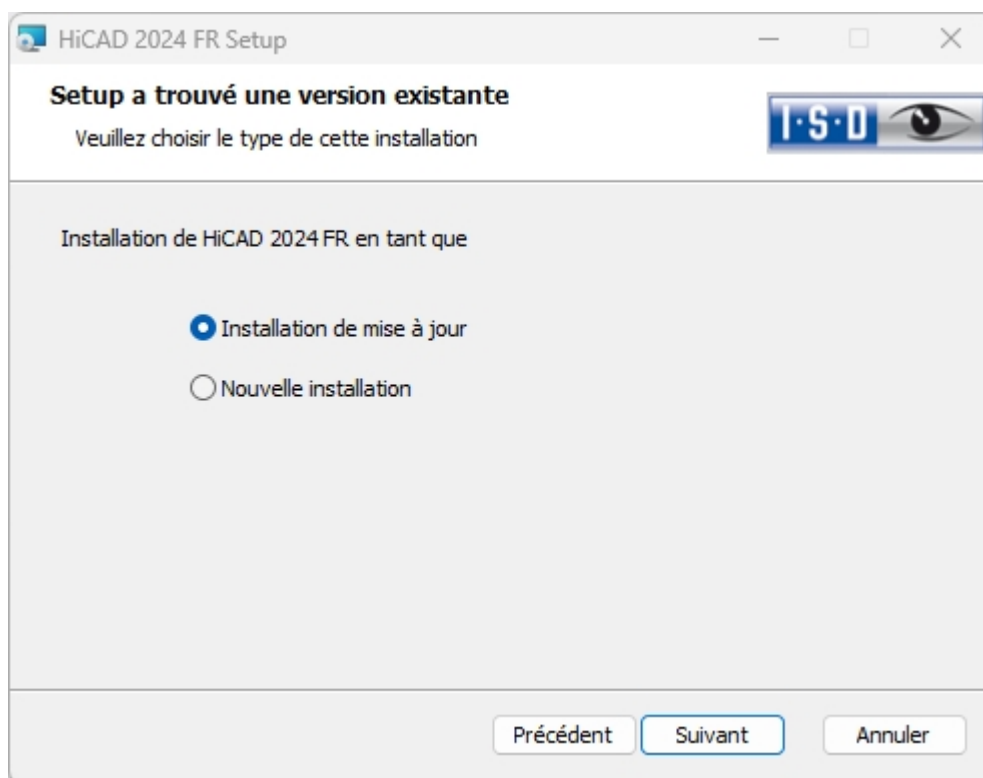 HiCAD 2024 FR Setup
Setup a trouvé une version existante
Veuillez choisir le type de cette installation
I·S·D
Installation de HiCAD 2024 FR en tant que
Installation de mise à jour
Nouvelle installation
Précédent Suivant Annuler